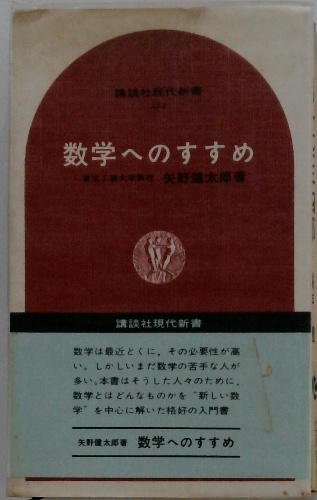 講談社現代新書
数学へのすすめ
東京工業大学教授 矢野健太郎著
講談社現代新書
数学は最近とくに，その必要性が高
い。しかしいまだ数学の苦手な人が
多い。本書はそうした人々のために，
数学とはどんなものかを“新しい数
学”を中心に解いた格好の入門書
矢野健太郎著 数学へのすすめ